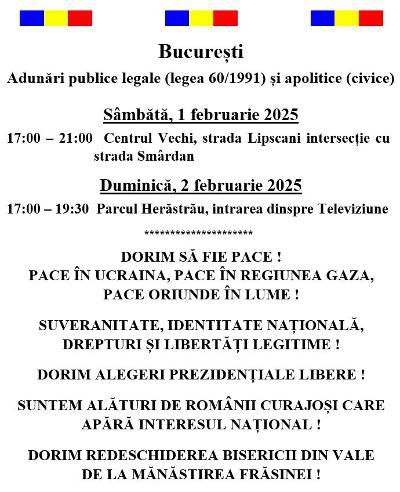 București
Adunări publice legale (legea 60/1991) și apolitice (civice)
Sâmbătă, 1 februarie 2025
17:00 – 21:00 Centrul Vechi, strada Lipscani intersecție cu
strada Smârdan
Duminică, 2 februarie 2025
17:00 – 19:30 Parcul Herăstrău, intrarea dinspre Televiziune
*********************
DORIM SĂ FIE PACE !
PACE ÎN UCRAINA, PACE ÎN REGIUNEA GAZA,
PACE ORIUNDE ÎN LUME !
SUVERANITATE, IDENTITATE NAȚIONALĂ,
DREPTURI ȘI LIBERTĂȚI LEGITIME !
DORIM ALEGERI PREZIDENȚIALE LIBERE !
SUNTEM ALĂTURI DE ROMÂNII CURAJOȘI CARE
APĂRĂ INTERESUL NAȚIONAL !
DORIM REDESCHIDEREA BISERICII DIN VALE
DE LA MĂNĂSTIREA FRĂSINEI !